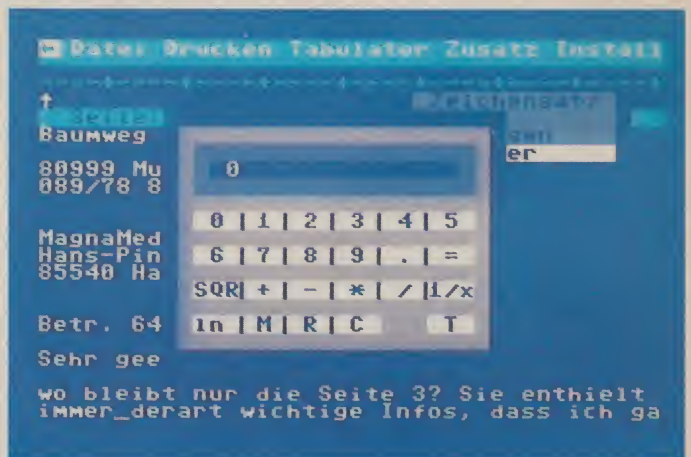 Datei Drucken Tabulator Zusatz Install
Zeichensatz
Seite:
sen
er
Baumweg
80999 Mu
089/78 8
0
0 | 1 | 2 | 3 | 4 | 5
6 | 7 | 8 | 9 | . | =
SQR| + | - | * | / |1/x
ln | M | R | C T
MagnaMed
Hans-Pin
85540 Ha
Betr. 64
Sehr gee
wo bleibt nur die Seite 3? Sie enthielt
immer_derart wichtige Infos, dass ich ga